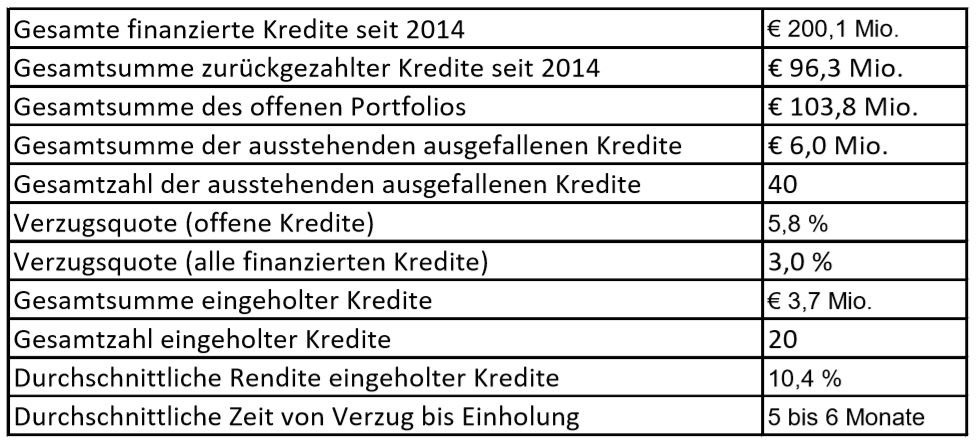 Gesamte finanzierte Kredite seit 2014 € 200,1 Mio.
Gesamtsumme zurückgezahlter Kredite seit 2014 € 96,3 Mio.
Gesamtsumme des offenen Portfolios € 103,8 Mio.
Gesamtsumme der ausstehenden ausgefallenen Kredite € 6,0 Mio.
Gesamtzahl der ausstehenden ausgefallenen Kredite 40
Verzugsquote (offene Kredite) 5,8 %
Verzugsquote (alle finanzierten Kredite) 3,0 %
Gesamtsumme eingeholter Kredite € 3,7 Mio.
Gesamtzahl eingeholter Kredite 20
Durchschnittliche Rendite eingeholter Kredite 10,4 %
Durchschnittliche Zeit von Verzug bis Einholung 5 bis 6 Monate